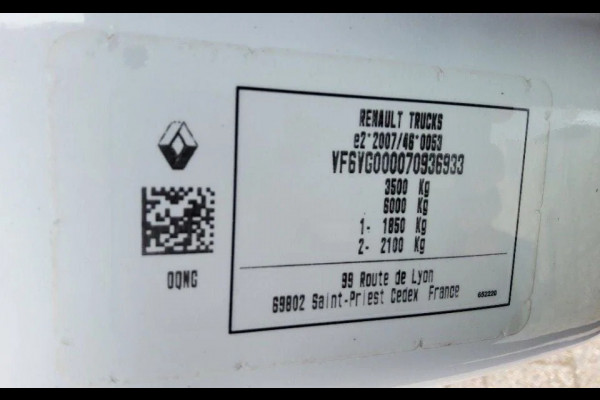 RENAULT TRUCKS
e2*2007/46*0053
VF6VG000070936933
3500 Kg
6000 Kg
1- 1850 Kg
2- 2100 Kg
99 Route de Lyon
69802 Saint-Priest Cedex France
652220
OQNG